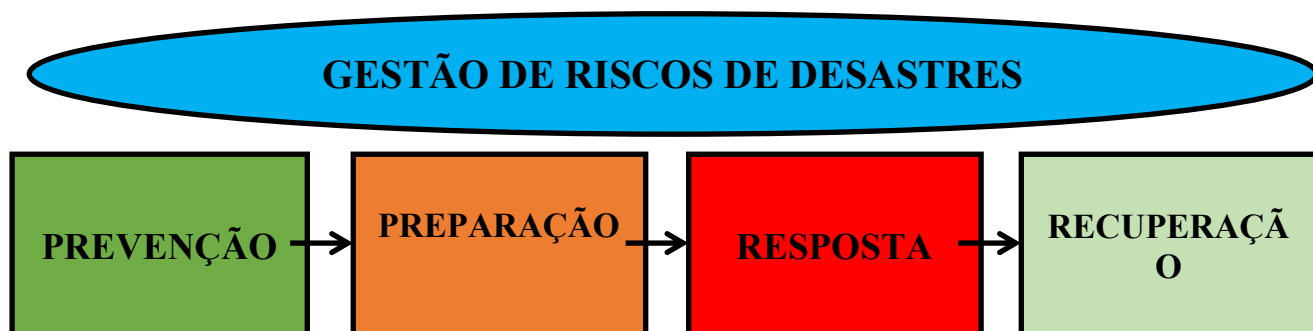 GESTÃO DE RISCOS DE DESASTRES
PREVENÇÃO
PREPARAÇÃO
RESPOSTA
RECUPERAÇÃ
O